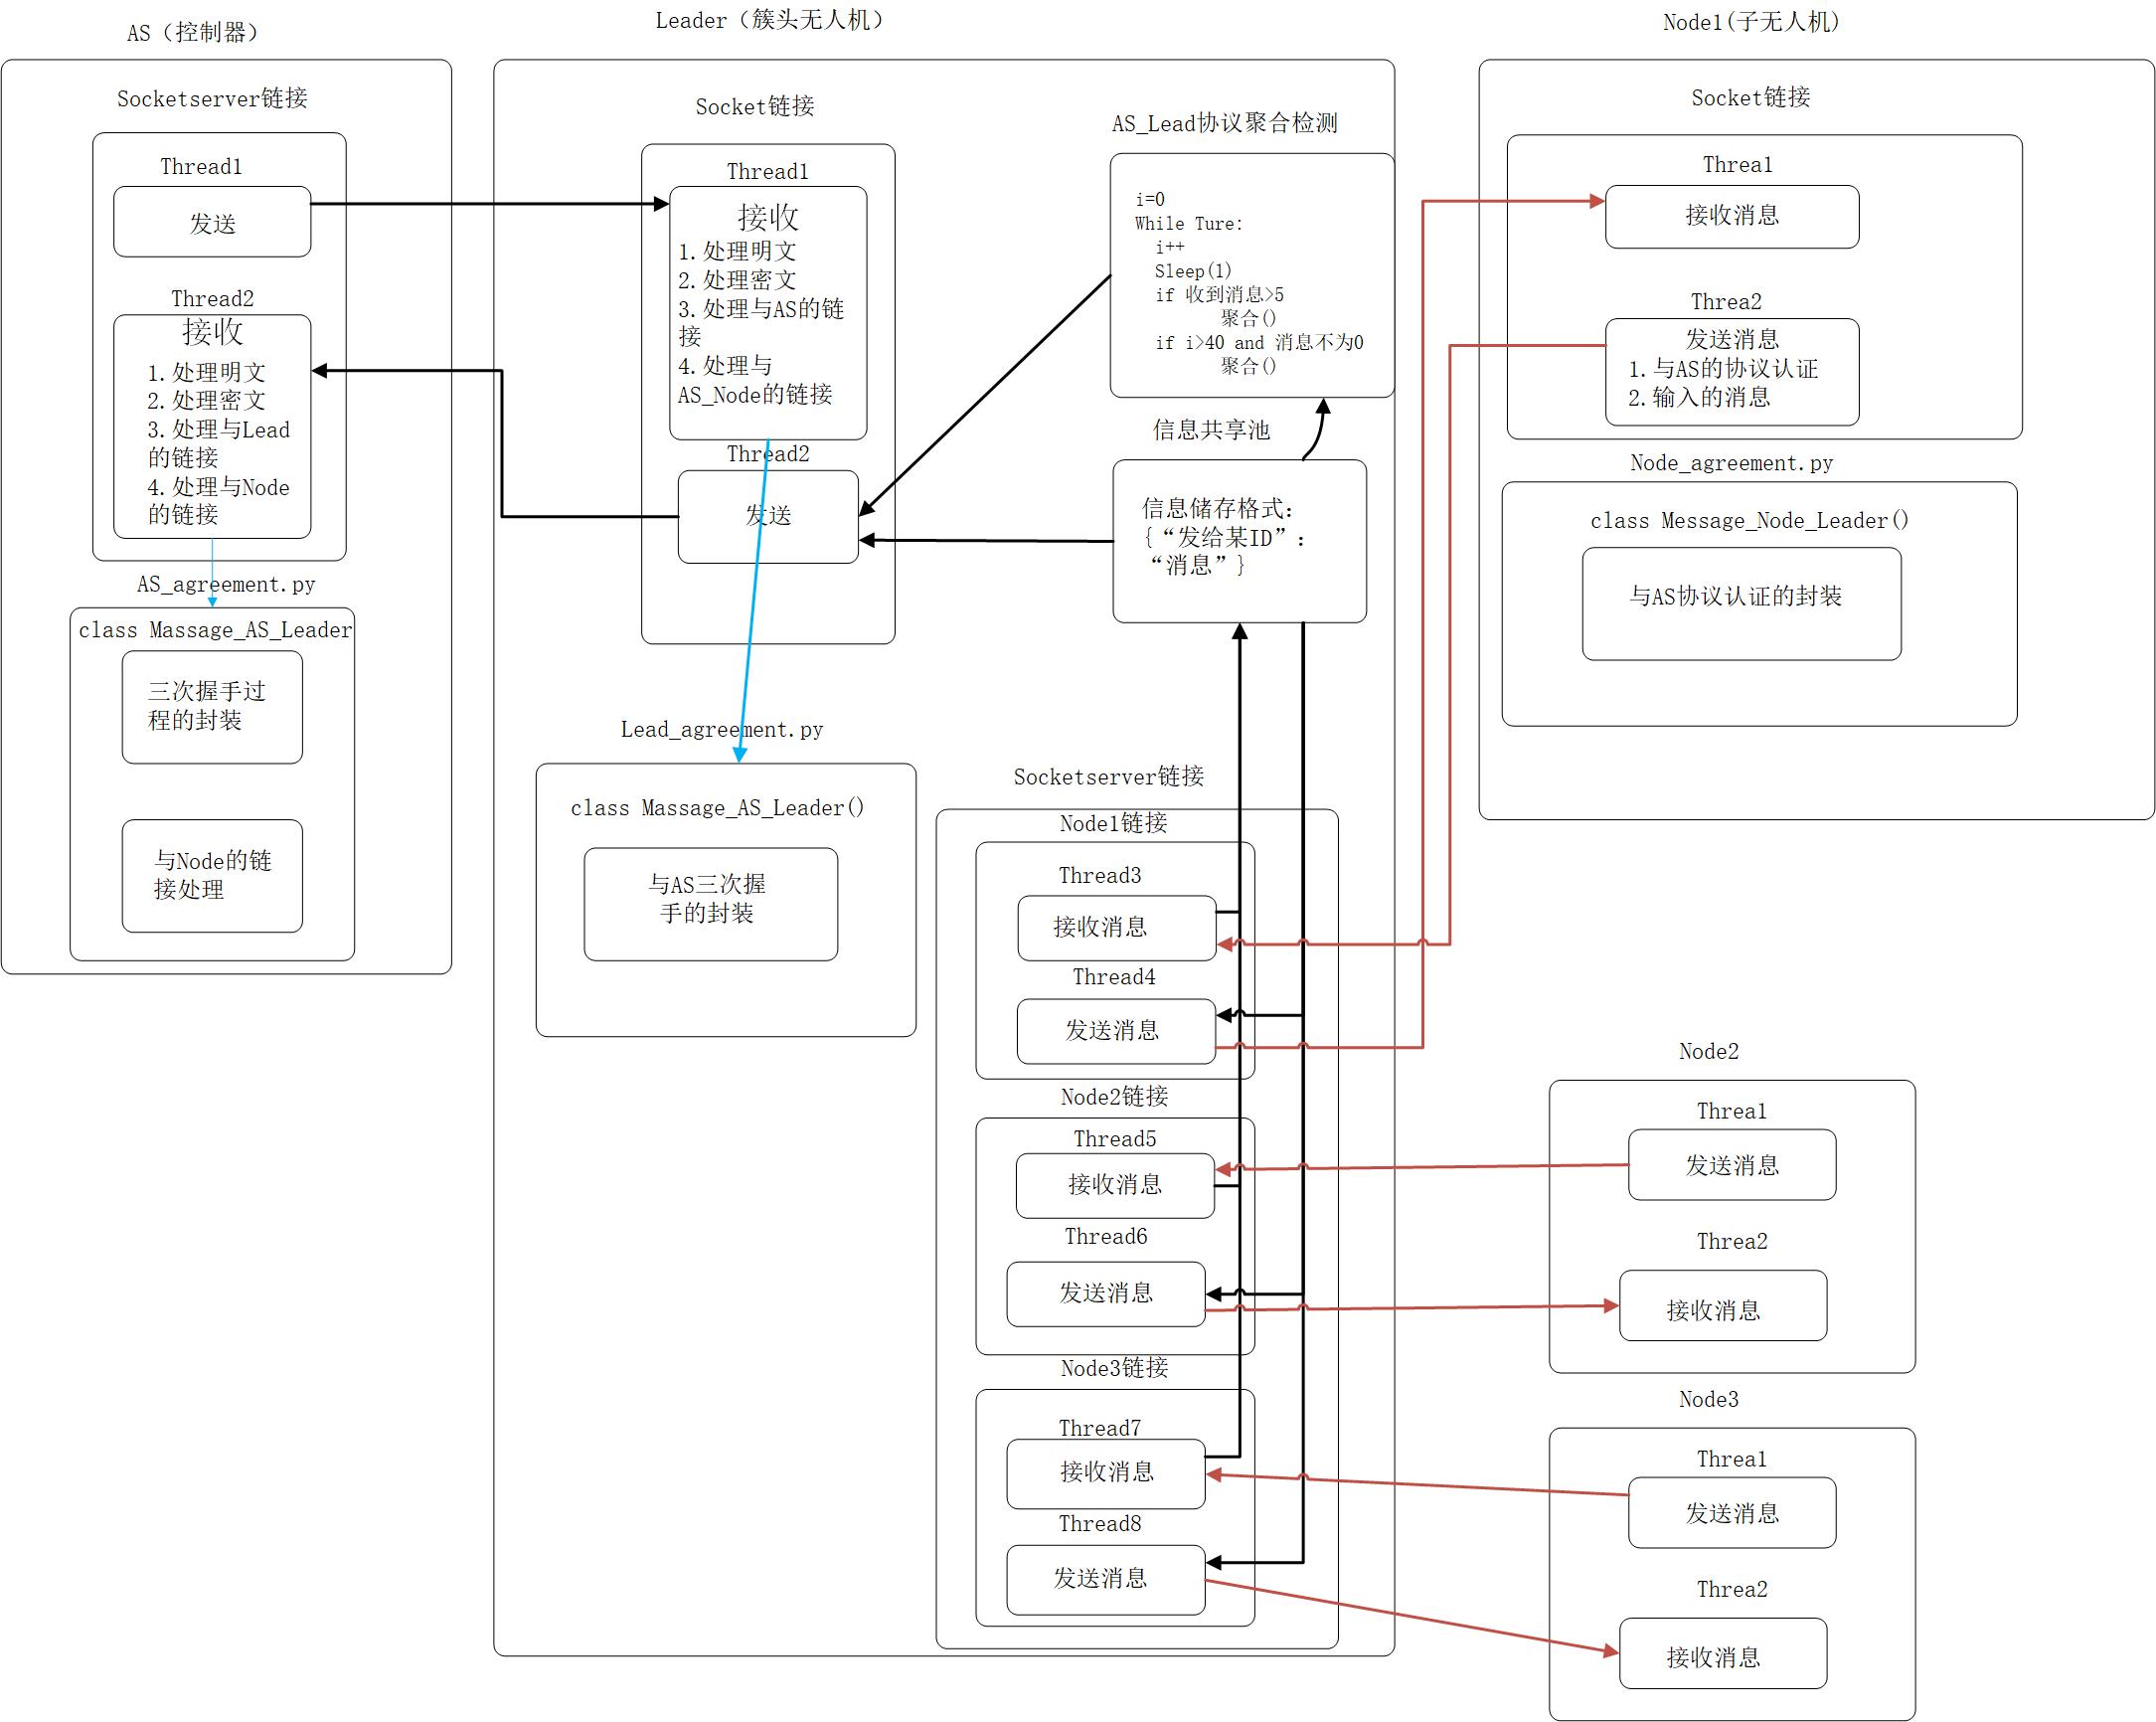 AS（控制器）
Socketserver链接
Thread1
发送
Thread2
接收
1.处理明文
2.处理密文
3.处理与Lead
的链接
4.处理与Node
的链接
AS_agreement.py
class Massage_AS_Leader
三次握手过
程的封装
与Node的链
接处理
Leader（簇头无人机）
Socket链接
Thread1
接收
1.处理明文
2.处理密文
3.处理与AS的链
接
4.处理与
AS_Node的链接
Thread2
发送
Lead_agreement.py
class Massage_AS_Leader()
与AS三次握
手的封装
AS_Lead协议聚合检测
i=0
While Ture:
i++
Sleep(1)
if 收到消息>5
聚合()
if i>40 and 消息不为0
聚合()
信息共享池
信息储存格式：
{“发给某ID”：
“消息”}
Socketserver链接
Node1链接
Thread3
接收消息
Thread4
发送消息
Node2链接
Thread5
接收消息
Thread6
发送消息
Node3链接
Thread7
接收消息
Thread8
发送消息
Node1(子无人机)
Socket链接
Threa1
接收消息
Threa2
发送消息
1.与AS的协议认证
2.输入的消息
Node_agreement.py
class Message_Node_Leader()
与AS协议认证的封装
Node2
Threa1
发送消息
Threa2
接收消息
Node3
Threa1
发送消息
Threa2
接收消息